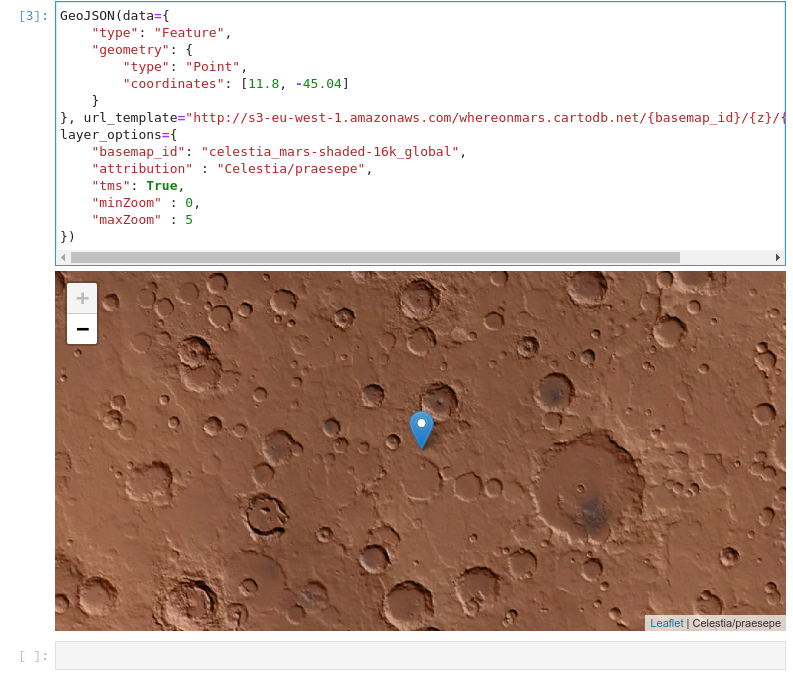 [3]: GeoJSON(data={
    "type": "Feature",
    "geometry": {
        "type": "Point",
        "coordinates": [11.8, -45.04]
    }
}, url_template="http://s3-eu-west-1.amazonaws.com/whereonmars.cartodb.net/{basemap_id}/{z}/{
layer_options={
    "basemap_id": "celestia_mars-shaded-16k_global",
    "attribution" : "Celestia/praesepe",
    "tms": True,
    "minZoom" : 0,
    "maxZoom" : 5
})
+
−
Leaflet | Celestia/praesepe
[ ]: